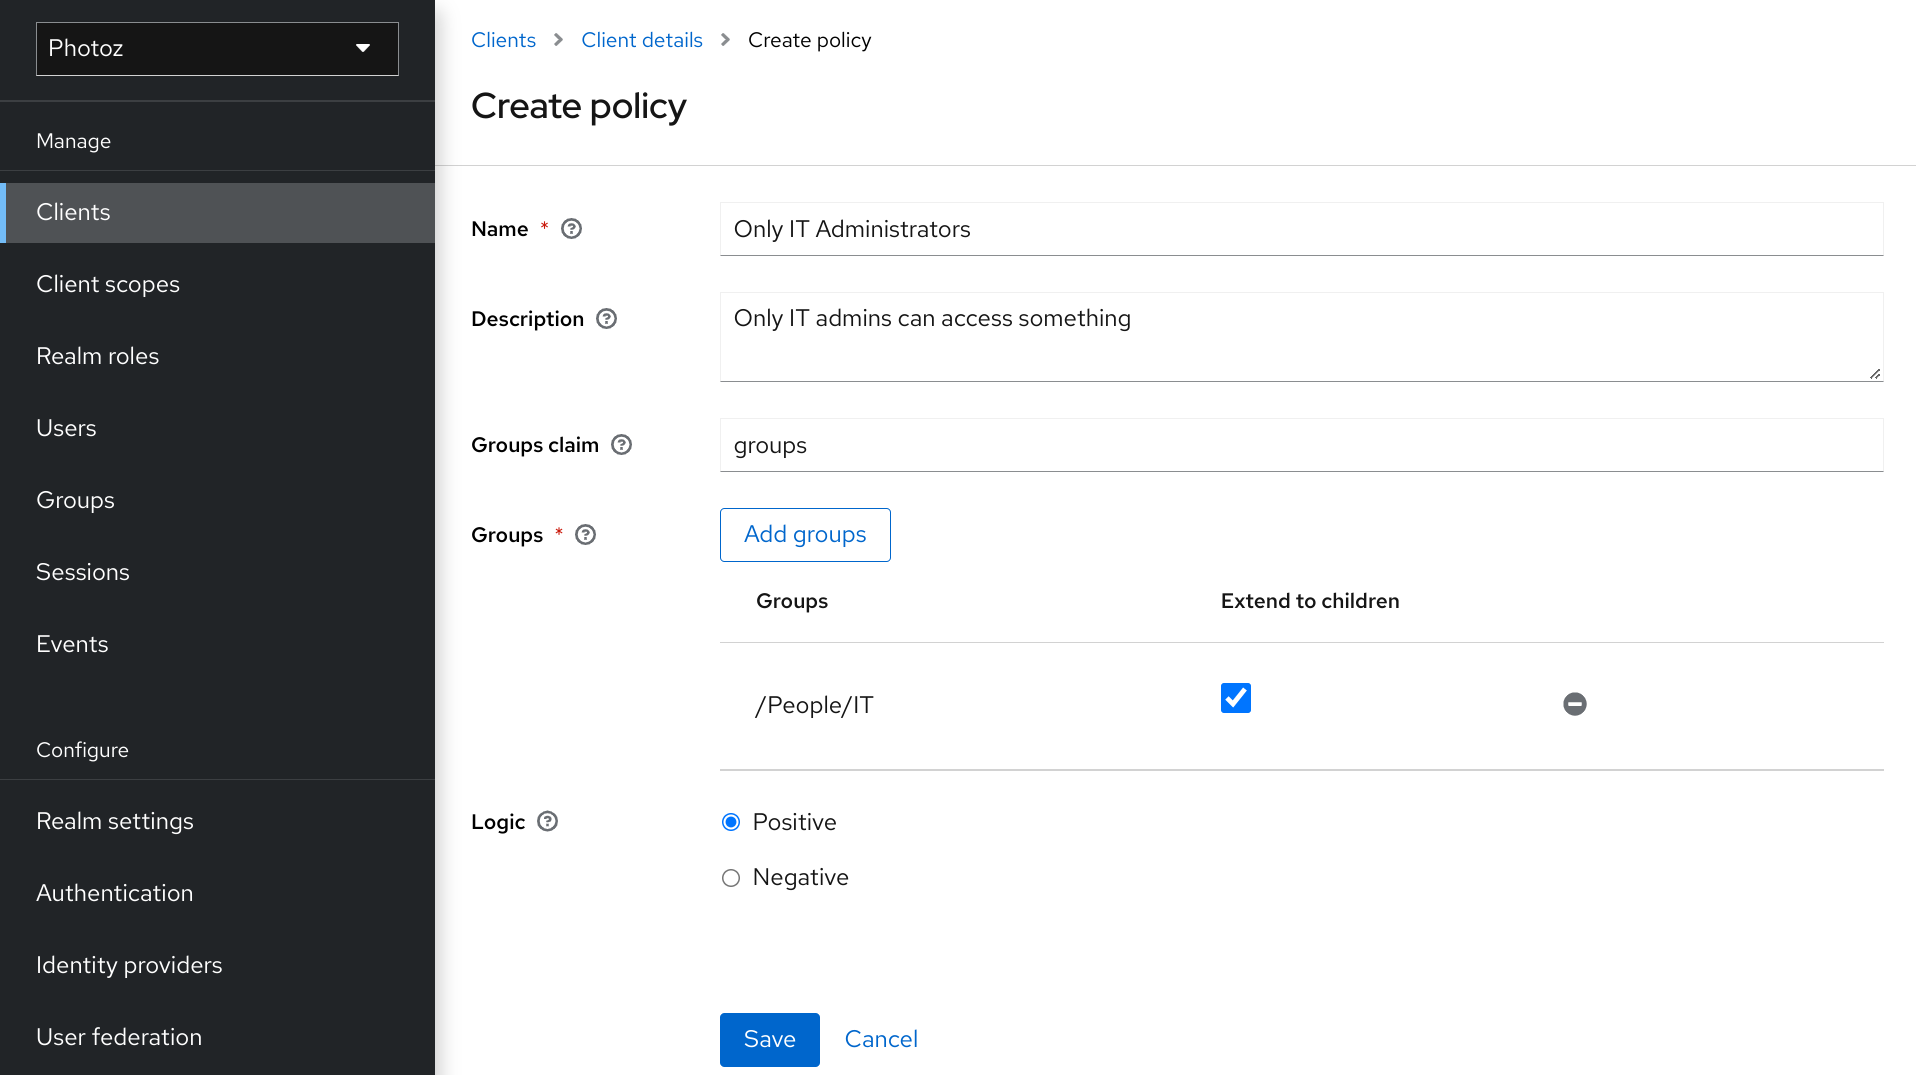 Photoz
Manage
Clients
Client scopes
Realm roles
Users
Groups
Sessions
Events
Configure
Realm settings
Authentication
Identity providers
User federation
Clients > Client details > Create policy
Create policy
Name * ?
Only IT Administrators
Description ?
Only IT admins can access something
Groups claim ?
groups
Groups * ?
Add groups
Groups Extend to children
/People/IT
Logic ?
Positive
Negative
Save Cancel